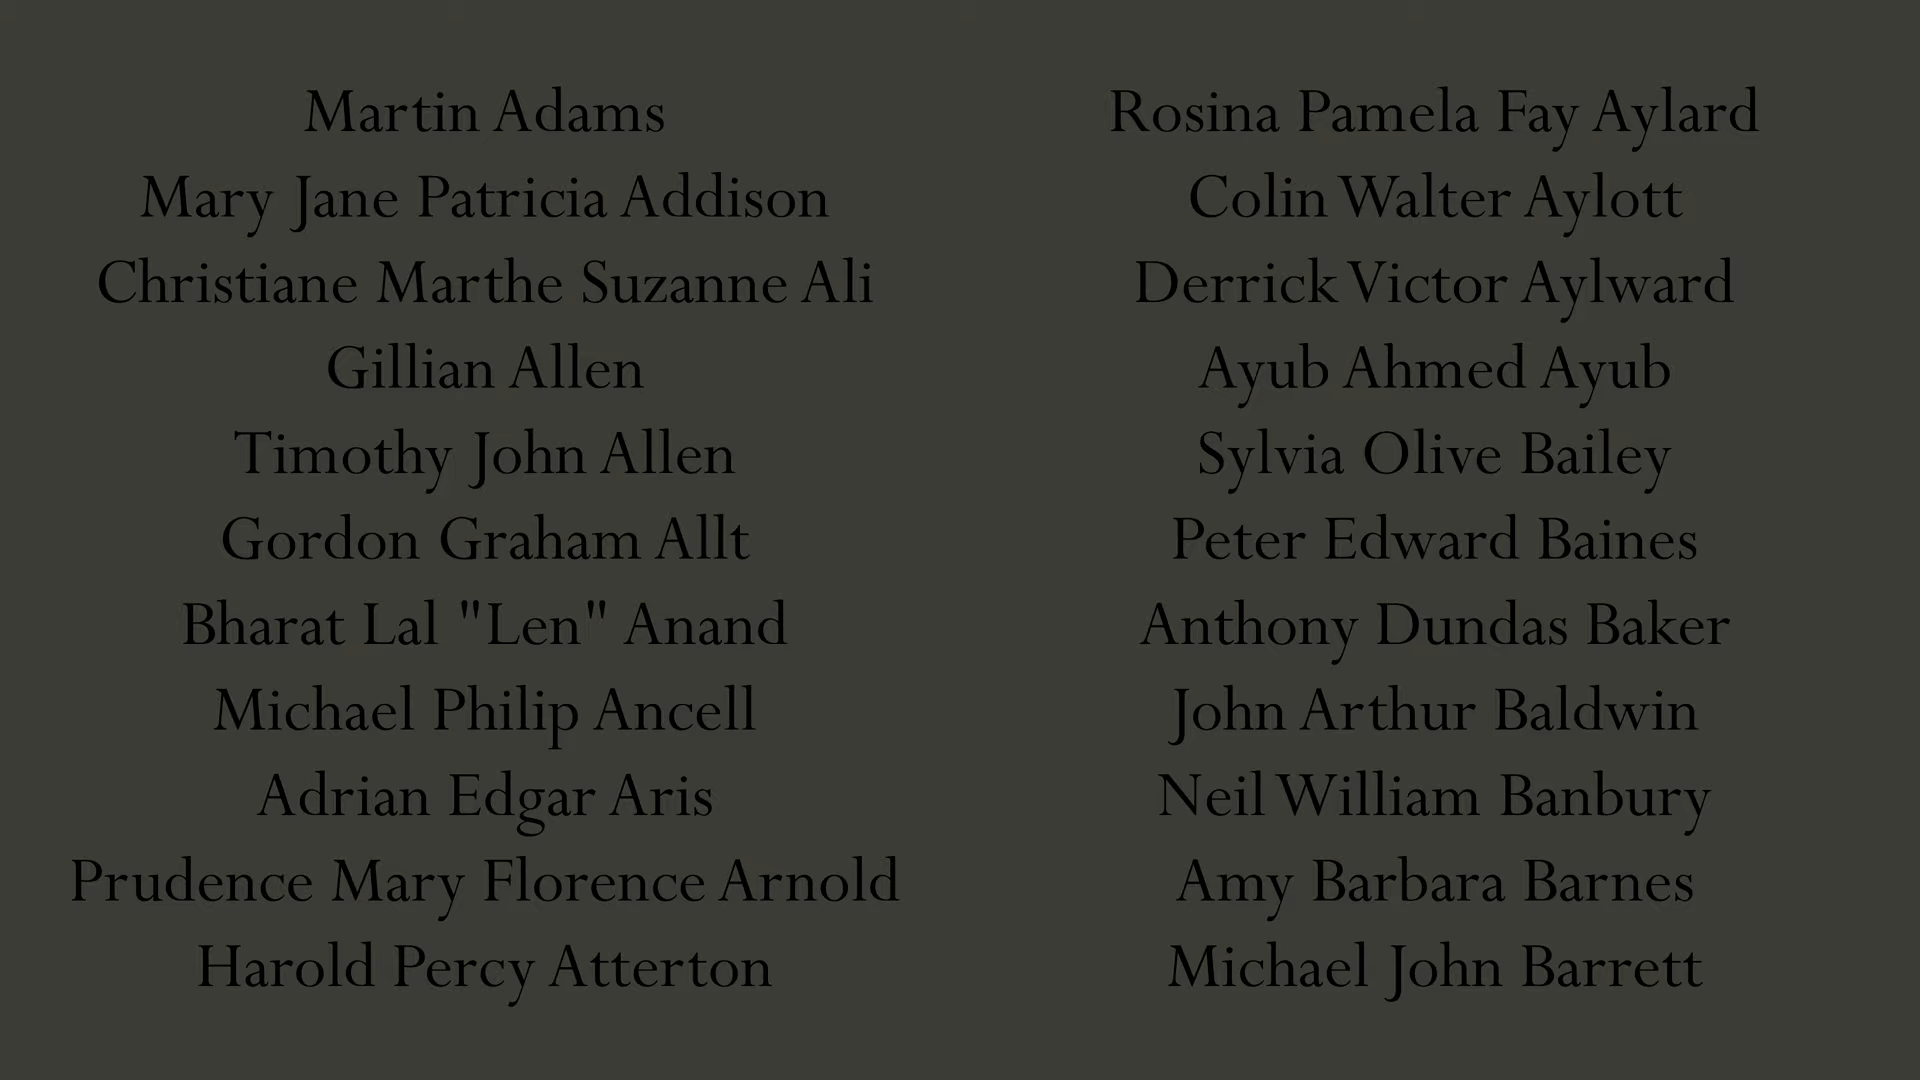 Martin Adams
Mary Jane Patricia Addison
Christiane Marthe Suzanne Ali
Gillian Allen
Timothy John Allen
Gordon Graham Allt
Bharat Lal "Len" Anand
Michael Philip Ancell
Adrian Edgar Aris
Prudence Mary Florence Arnold
Harold Percy Atterton
Rosina Pamela Fay Aylard
Colin Walter Aylott
Derrick Victor Aylward
Ayub Ahmed Ayub
Sylvia Olive Bailey
Peter Edward Baines
Anthony Dundas Baker
John Arthur Baldwin
Neil William Banbury
Amy Barbara Barnes
Michael John Barrett